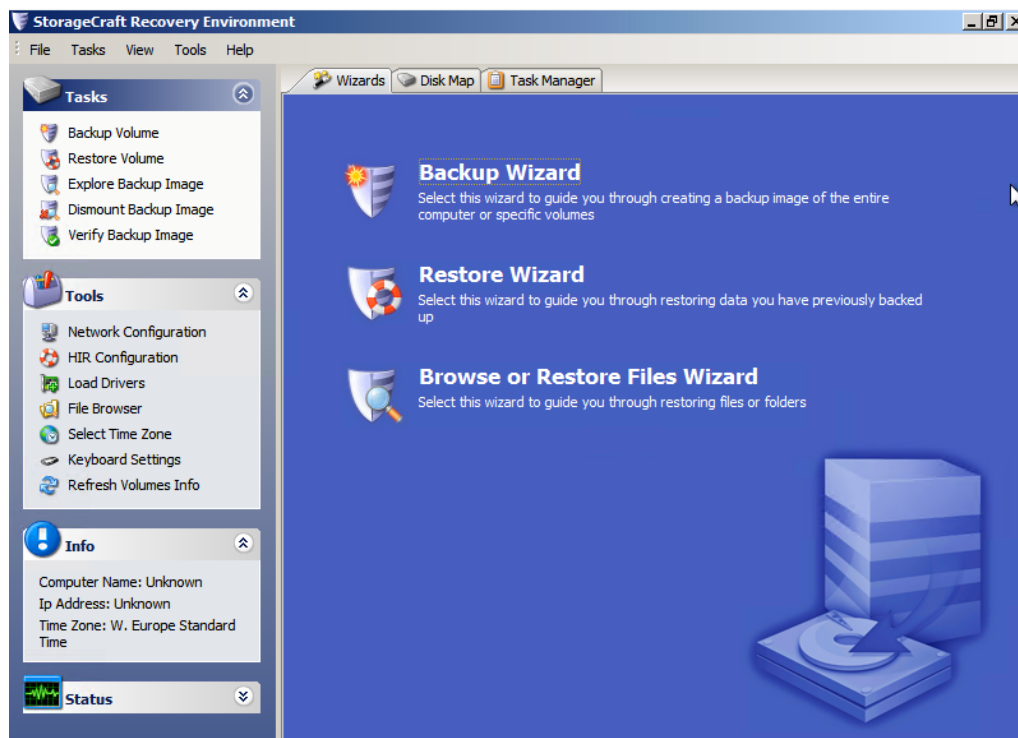 StorageCraft Recovery Environment
File Tasks View Tools Help
Tasks
Backup Volume
Restore Volume
Explore Backup Image
Dismount Backup Image
Verify Backup Image
Tools
Network Configuration
HIR Configuration
Load Drivers
File Browser
Select Time Zone
Keyboard Settings
Refresh Volumes Info
Info
Computer Name: Unknown
Ip Address: Unknown
Time Zone: W. Europe Standard
Time
Status
Wizards Disk Map Task Manager
Backup Wizard
Select this wizard to guide you through creating a backup image of the entire
computer or specific volumes
Restore Wizard
Select this wizard to guide you through restoring data you have previously backed
up
Browse or Restore Files Wizard
Select this wizard to guide you through restoring files or folders